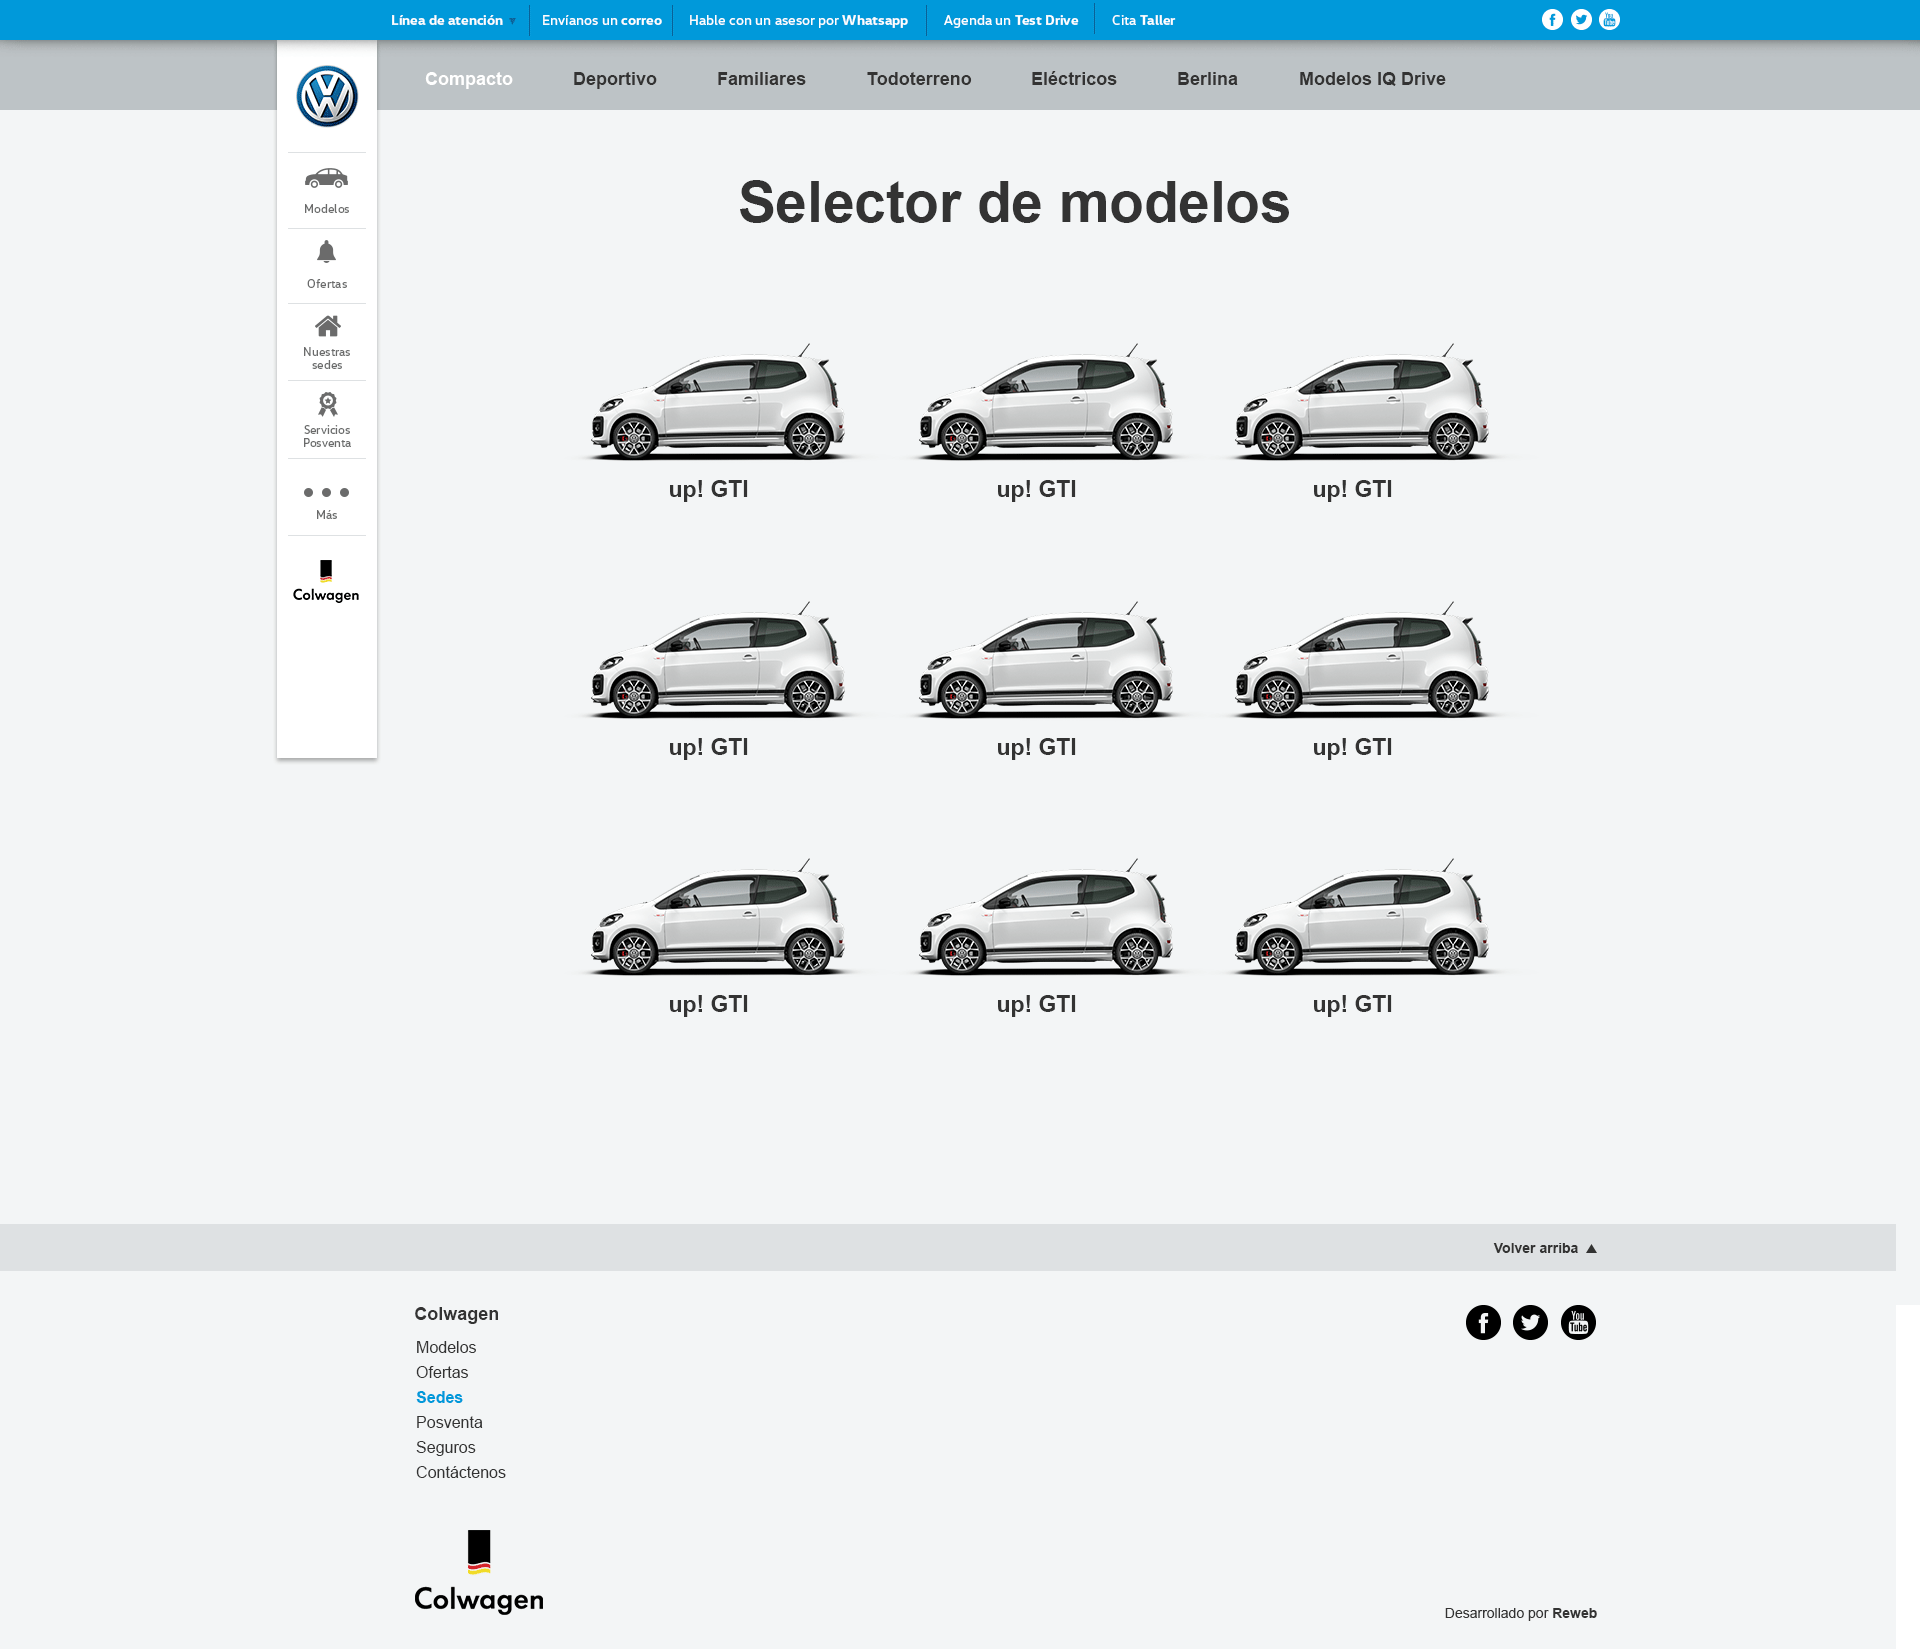 Línea de atención ▼ Envíanos un correo Hable con un asesor por Whatsapp Agenda un Test Drive Cita Taller
Compacto Deportivo Familiares Todoterreno Eléctricos Berlina Modelos IQ Drive
Modelos
Ofertas
Nuestras
sedes
Servicios
Posventa
Más
Colwagen
Selector de modelos
up! GTI up! GTI up! GTI
up! GTI up! GTI up! GTI
up! GTI up! GTI up! GTI
Volver arriba ▲
Colwagen
Modelos
Ofertas
Sedes
Posventa
Seguros
Contáctenos
You
Tube
Colwagen
Desarrollado por Reweb